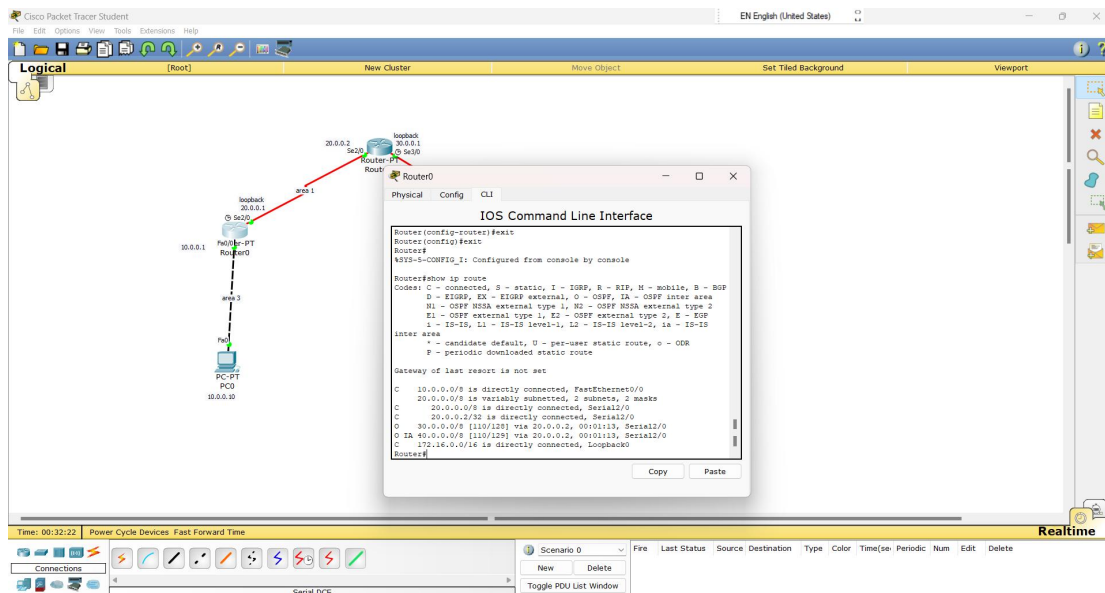 Cisco Packet Tracer Student
EN English (United States)
File Edit Options View Tools Extensions Help
Logical
[Root]
New Cluster
Move Object
Set Tiled Background
Viewport
loopback
20.0.0.2
30.0.0.1
Se2/0
Se3/0
Router-PT
Rout
area 1
loopback
20.0.0.1
Se2/0
10.0.0.1
Fa0/0
er-PT
Router0
area 3
Fa0
PC-PT
PC0
10.0.0.10
Router0
Physical Config CLI
IOS Command Line Interface
Router(config-router)#exit
Router(config)#exit
Router#
%SYS-5-CONFIG_I: Configured from console by console
Router#show ip route
Codes: C - connected, S - static, I - IGRP, R - RIP, M - mobile, B - BGP
D - EIGRP, EX - EIGRP external, O - OSPF, IA - OSPF inter area
N1 - OSPF NSSA external type 1, N2 - OSPF NSSA external type 2
E1 - OSPF external type 1, E2 - OSPF external type 2, E - EGP
i - IS-IS, L1 - IS-IS level-1, L2 - IS-IS level-2, ia - IS-IS
inter area
* - candidate default, U - per-user static route, o - ODR
P - periodic downloaded static route
Gateway of last resort is not set
C 10.0.0.0/8 is directly connected, FastEthernet0/0
20.0.0.0/8 is variably subnetted, 2 subnets, 2 masks
C 20.0.0.0/8 is directly connected, Serial2/0
C 20.0.0.2/32 is directly connected, Serial2/0
O 30.0.0.0/8 [110/128] via 20.0.0.2, 00:01:13, Serial2/0
O IA 40.0.0.0/8 [110/129] via 20.0.0.2, 00:01:13, Serial2/0
C 172.16.0.0/16 is directly connected, Loopback0
Router#
Copy Paste
Time: 00:32:22 Power Cycle Devices Fast Forward Time
Realtime
Connections
Serial DCE
Scenario 0
New Delete
Toggle PDU List Window
Fire Last Status Source Destination Type Color Time(se Periodic Num Edit Delete